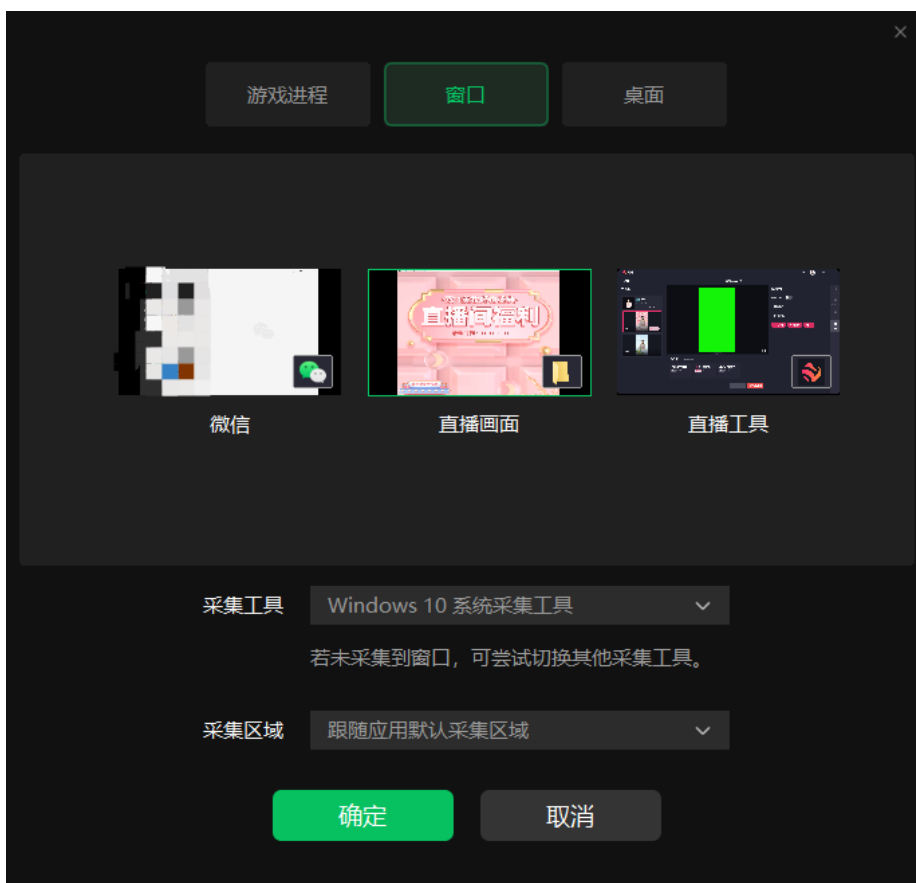 游戏进程
窗口
桌面
直播间福利
微信
直播画面
直播工具
采集工具
Windows 10 系统采集工具
若未采集到窗口，可尝试切换其他采集工具。
采集区域
跟随应用默认采集区域
确定
取消